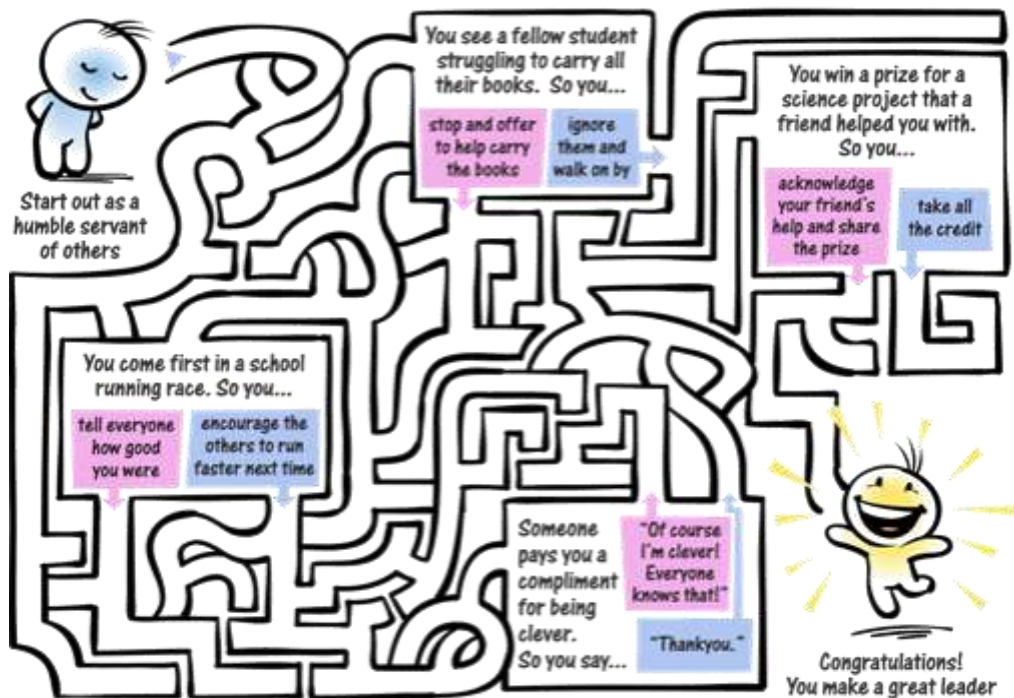 Start out as a
humble servant
of others
You see a fellow student
struggling to carry all
their books. So you...
stop and offer
to help carry
the books
ignore
them and
walk on by
You win a prize for a
science project that a
friend helped you with.
So you...
acknowledge
your friend's
help and share
the prize
take all
the credit
You come first in a school
running race. So you...
tell everyone
how good
you were
encourage the
others to run
faster next time
Someone
pays you a
compliment
for being
clever.
So you say...
"Of course
I'm clever!
Everyone
knows that!"
"Thankyou."
Congratulations!
You make a great leader